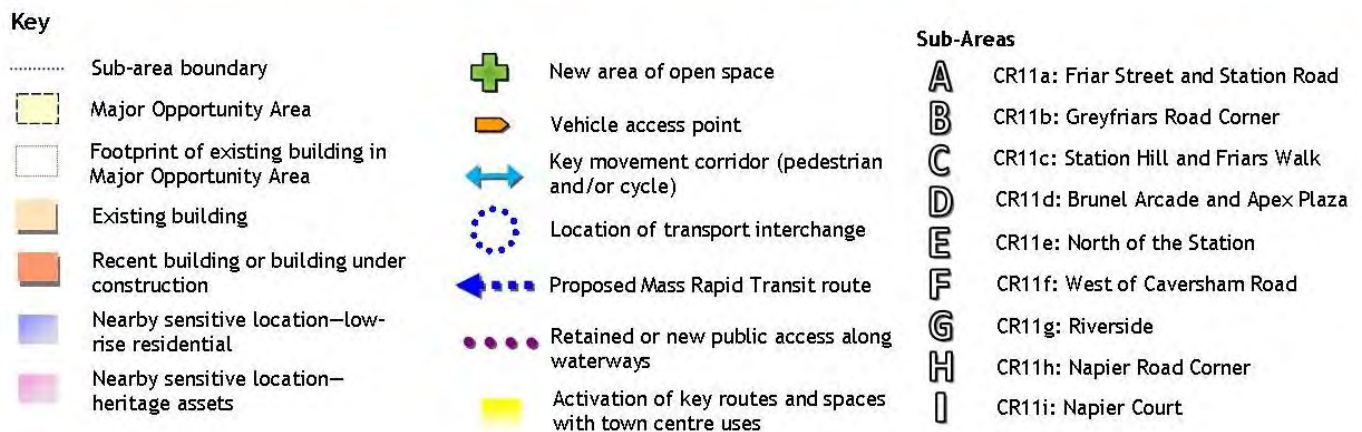 Key
Sub-area boundary
Major Opportunity Area
Footprint of existing building in
Major Opportunity Area
Existing building
Recent building or building under
construction
Nearby sensitive location—low-
rise residential
Nearby sensitive location—
heritage assets
New area of open space
Vehicle access point
Key movement corridor (pedestrian
and/or cycle)
Location of transport interchange
Proposed Mass Rapid Transit route
Retained or new public access along
waterways
Activation of key routes and spaces
with town centre uses
Sub-Areas
A CR11a: Friar Street and Station Road
B CR11b: Greyfriars Road Corner
C CR11c: Station Hill and Friars Walk
D CR11d: Brunel Arcade and Apex Plaza
E CR11e: North of the Station
F CR11f: West of Caversham Road
G CR11g: Riverside
H CR11h: Napier Road Corner
I CR11i: Napier Court